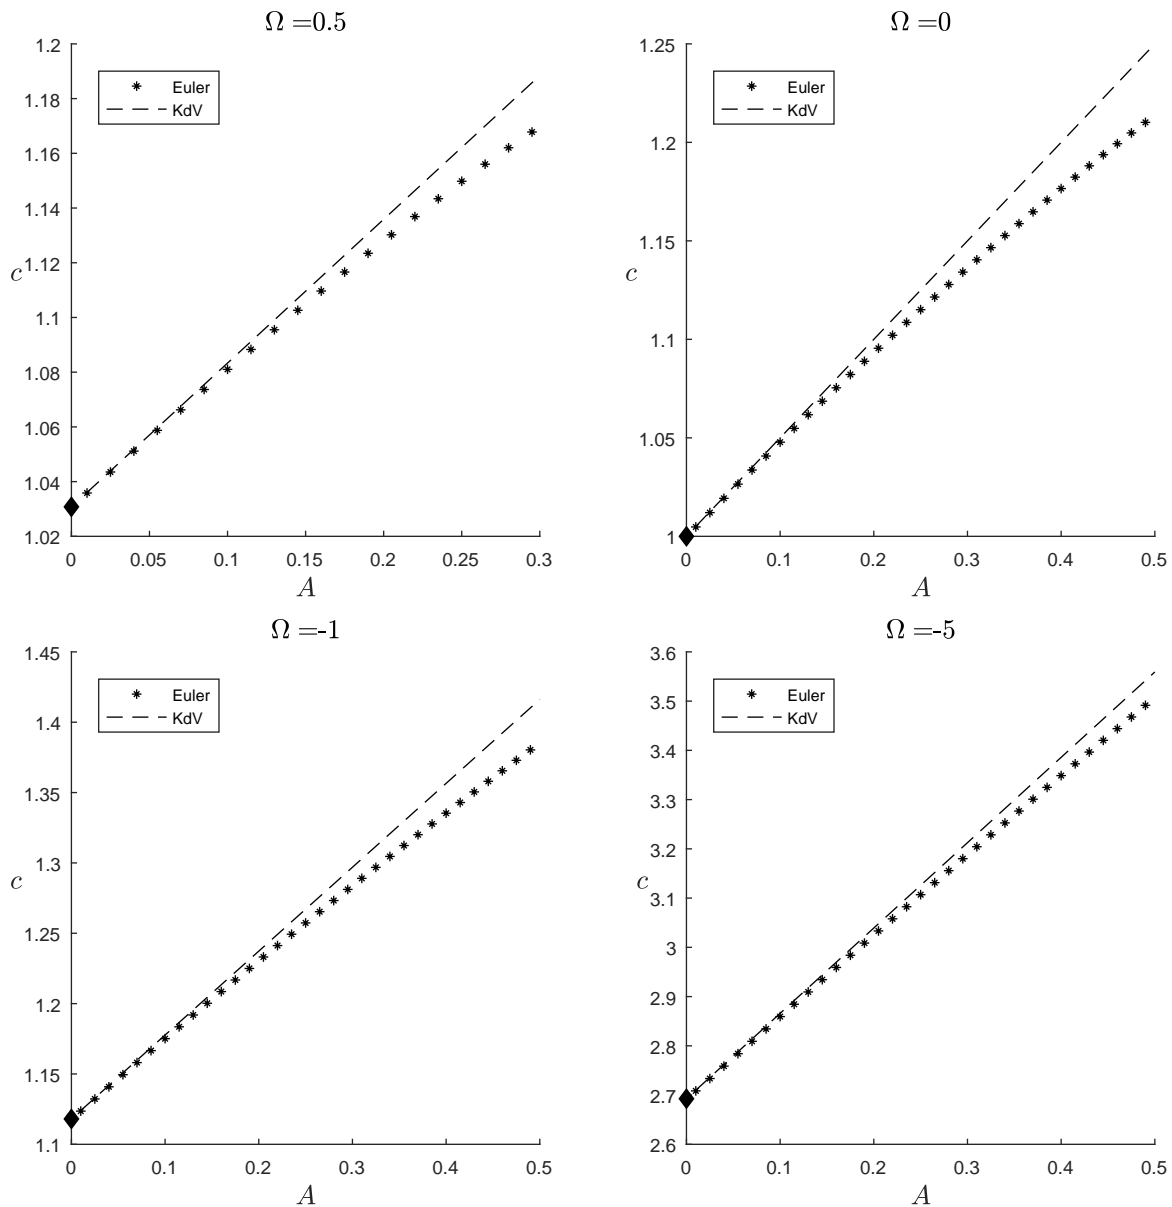 Ω =0.5
1.2
1.18
1.16
1.14
1.12
1.1
1.08
1.06
1.04
1.02
c
Euler
KdV
0 0.05 0.1 0.15 0.2 0.25 0.3
A
Ω =0
1.25
1.2
1.15
1.1
1.05
1
c
Euler
KdV
0 0.1 0.2 0.3 0.4 0.5
A
Ω =-1
1.45
1.4
1.35
1.3
1.25
1.2
1.15
1.1
c
Euler
KdV
0 0.1 0.2 0.3 0.4 0.5
A
Ω =-5
3.6
3.5
3.4
3.3
3.2
3.1
3
2.9
2.8
2.7
2.6
c
Euler
KdV
0 0.1 0.2 0.3 0.4 0.5
A